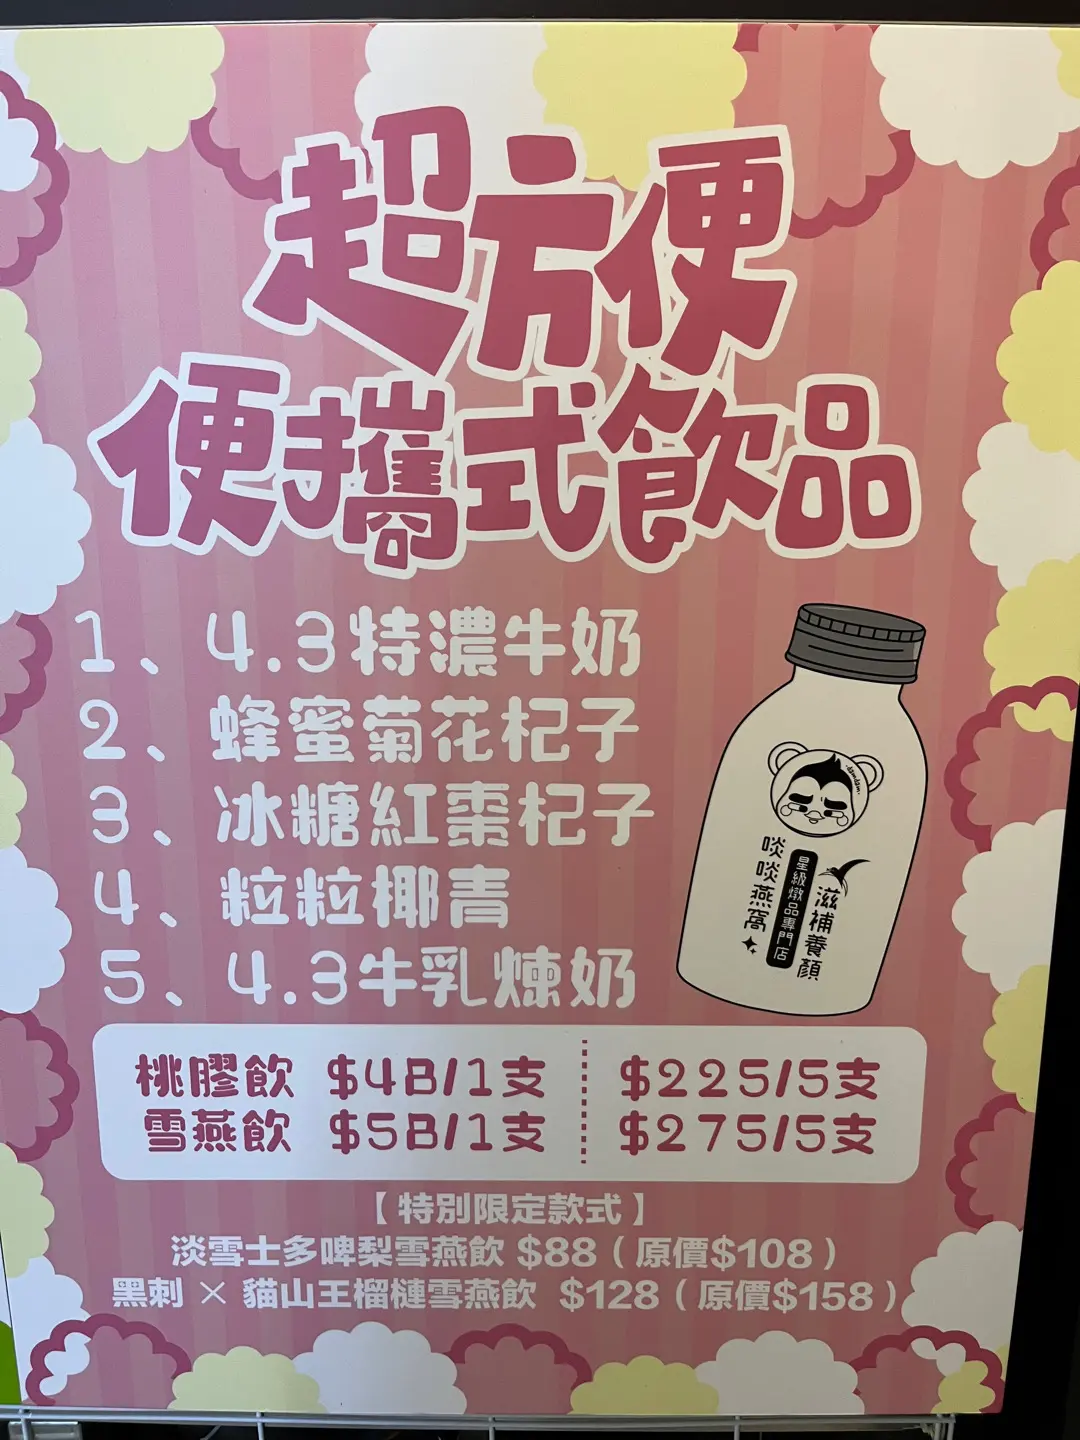 超方便
便攜式飲品
1、4.3特濃牛奶
2、蜂蜜菊花杞子
3、冰糖紅棗杞子
4、粒粒椰青
5、4.3牛乳煉奶
damdam
啖啖燕窩
星級燉品專門店
滋補養顏
桃膠飲 $48/1支 $225/5支
雪燕飲 $58/1支 $275/5支
【特別限定款式】
淡雪士多啤梨雪燕飲 $88（原價$108）
黑刺 × 貓山王榴槤雪燕飲 $128（原價$158）